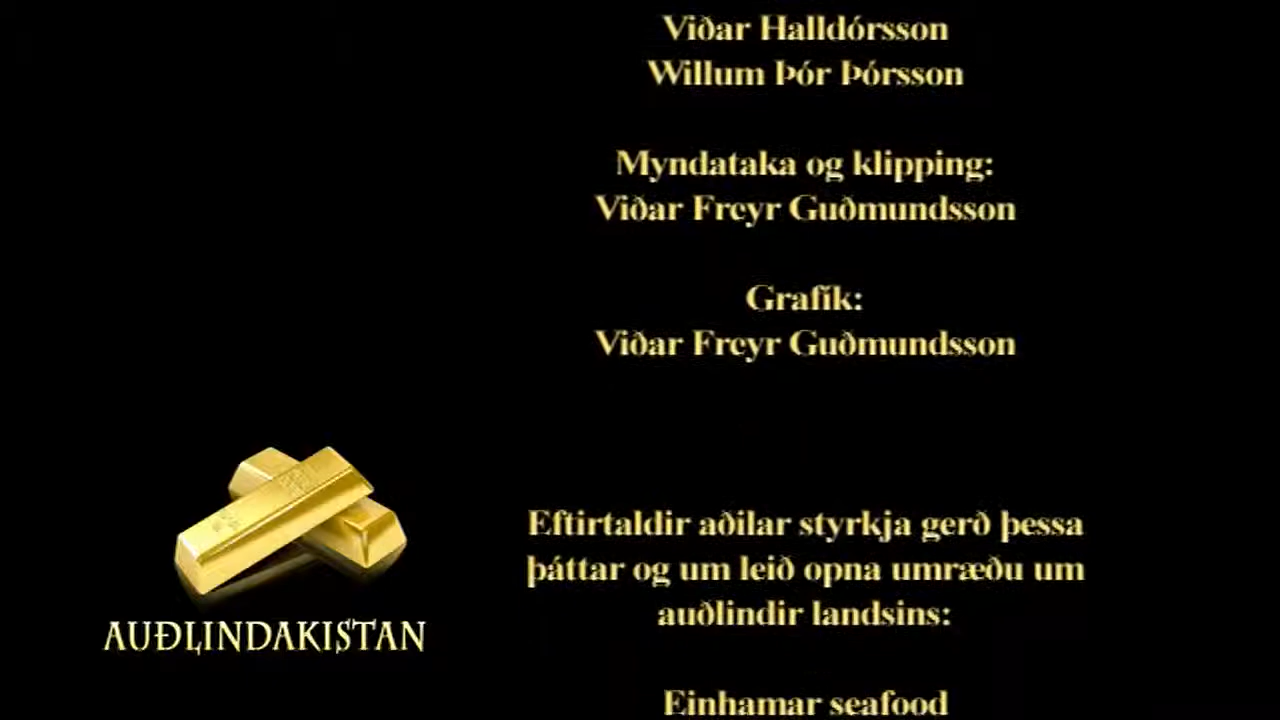 Viðar Halldórsson
Willum Þór Þórsson
Myndataka og klipping:
Viðar Freyr Guðmundsson
Grafík:
Viðar Freyr Guðmundsson
Eftirtaldir aðilar styrkja gerð þessa
þáttar og um leið opna umræðu um
auðlindir landsins:
Einhamar seafood
AUÐLINDAKISTAN